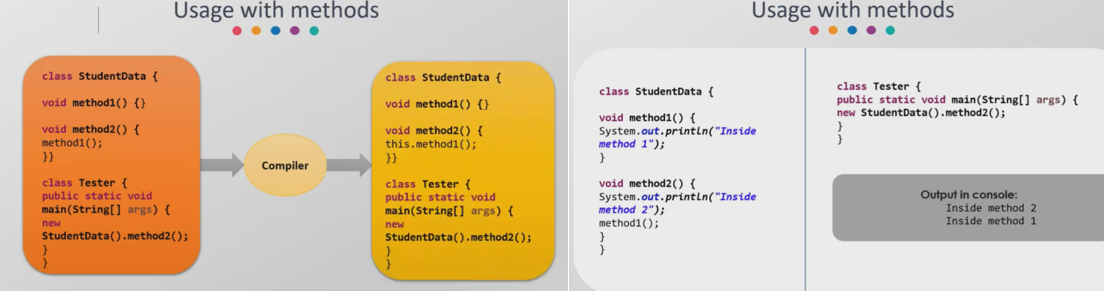 Usage with methods
class StudentData {
void method1() {}
void method2() {
method1();
}}
class Tester {
public static void
main(String[] args) {
new
StudentData().method2();
}
}
Compiler
class StudentData {
void method1() {}
void method2() {
this.method1();
}}
class Tester {
public static void
main(String[] args) {
new
StudentData().method2();
}
}
Usage with methods
class StudentData {
void method1() {
System.out.println("Inside
method 1");
}
void method2() {
System.out.println("Inside
method 2");
method1();
}
}
class Tester {
public static void main(String[] args) {
new StudentData().method2();
}
}
Output in console:
Inside method 2
Inside method 1